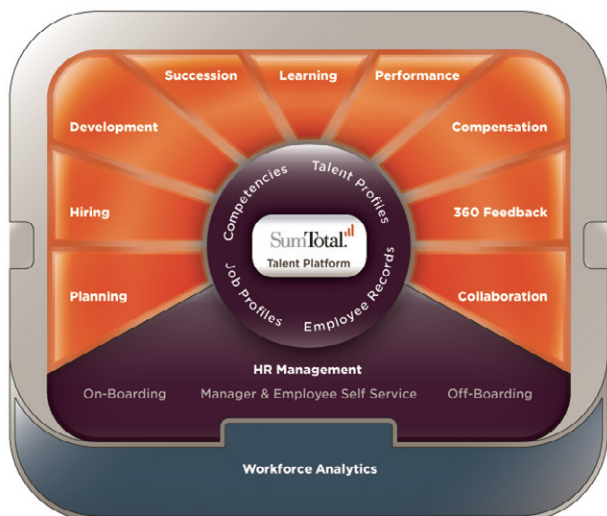 Succession
Learning
Performance
Development
Compensation
Hiring
360 Feedback
Planning
Collaboration
Competencies
Talent Profiles
Job Profiles
Employee Records
SumTotal.
Talent Platform
HR Management
On-Boarding
Manager & Employee Self Service
Off-Boarding
Workforce Analytics